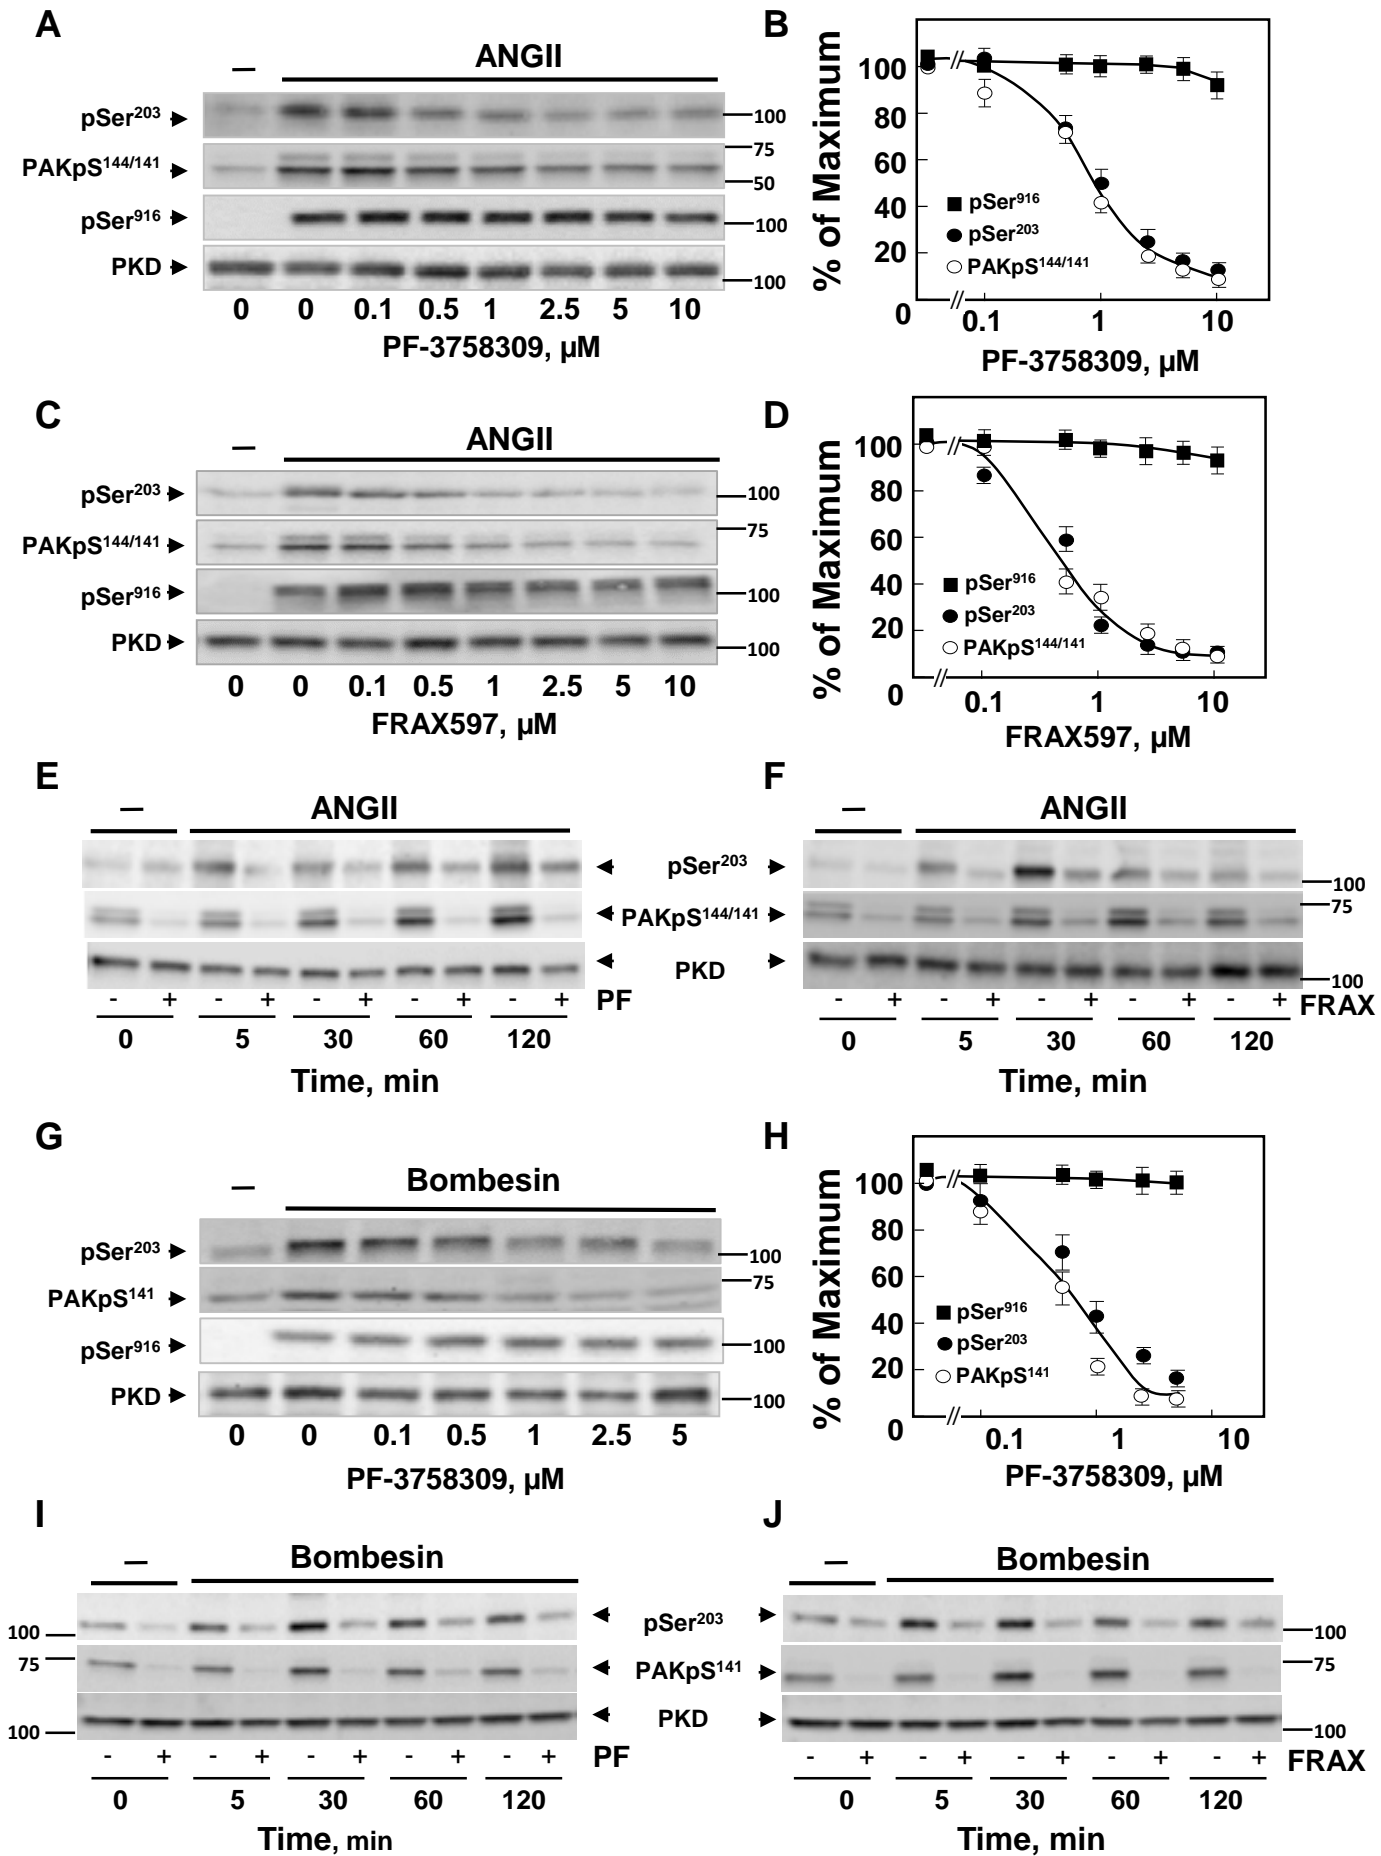 A
ANGII
—
pSer203
PAKpS144/141
pSer916
PKD
100
75
50
100
100
0 0 0.1 0.5 1 2.5 5 10
PF-3758309, µM
B
% of Maximum
100
80
60
40
20
0
pSer916
pSer203
PAKpS144/141
0.1 1 10
PF-3758309, µM
C
ANGII
—
pSer203
PAKpS144/141
pSer916
PKD
100
75
100
100
0 0 0.1 0.5 1 2.5 5 10
FRAX597, µM
D
% of Maximum
100
80
60
40
20
0
pSer916
pSer203
PAKpS144/141
0.1 1 10
FRAX597, µM
E
— ANGII
F
— ANGII
pSer203
PAKpS144/141
PKD
100
75
100
- + - + - + - + - + PF
0 5 30 60 120
Time, min
- + - + - + - + - + FRAX
0 5 30 60 120
Time, min
G
Bombesin
—
pSer203
PAKpS141
pSer916
PKD
100
75
100
100
0 0 0.1 0.5 1 2.5 5
PF-3758309, µM
H
% of Maximum
100
80
60
40
20
0
pSer916
pSer203
PAKpS141
0.1 1 10
PF-3758309, µM
I
— Bombesin
100
75
100
J
— Bombesin
pSer203
PAKpS141
PKD
100
75
100
- + - + - + - + - + PF
0 5 30 60 120
Time, min
- + - + - + - + - + FRAX
0 5 30 60 120
Time, min